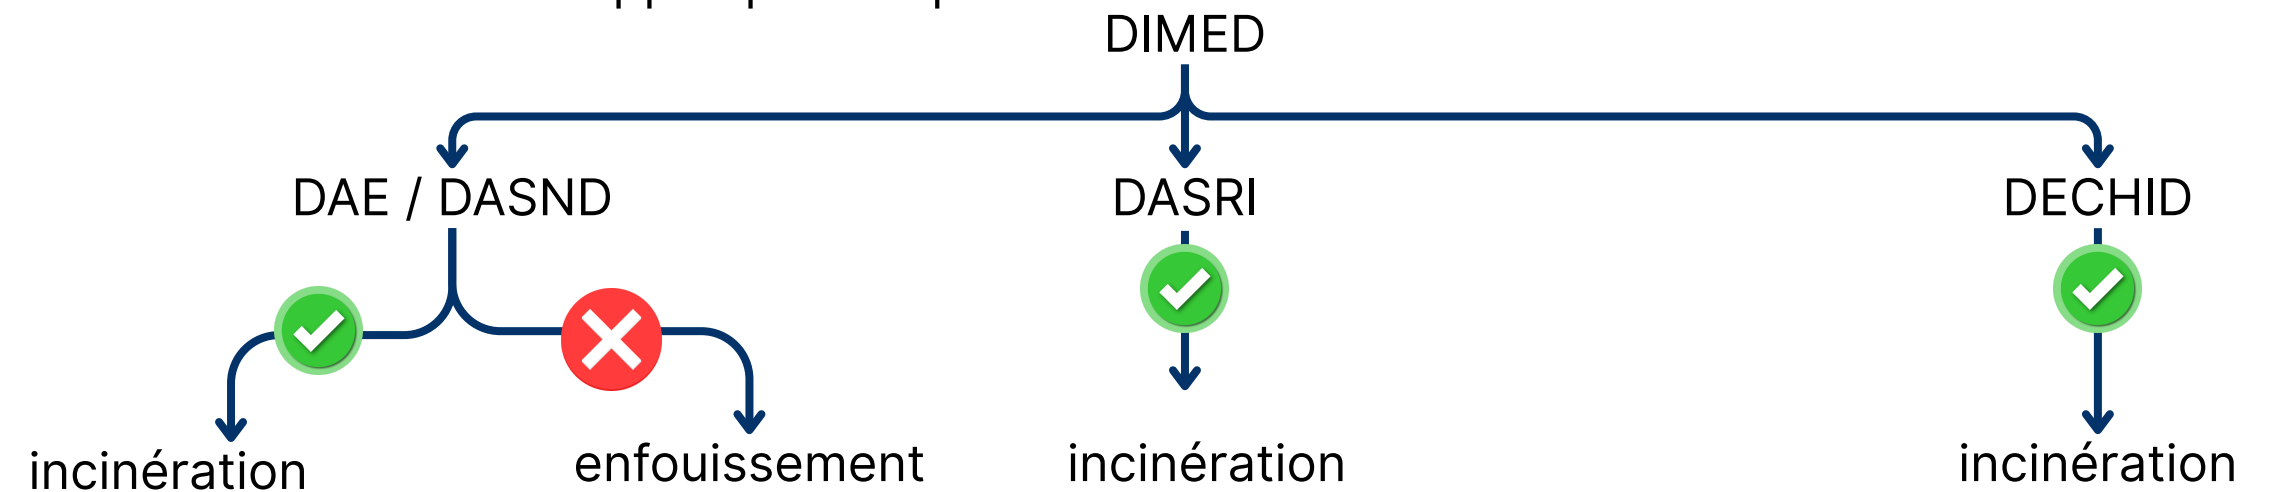 DIMED
DAE / DASND
DASRI
DECHID
incinération
enfouissement
incinération
incinération